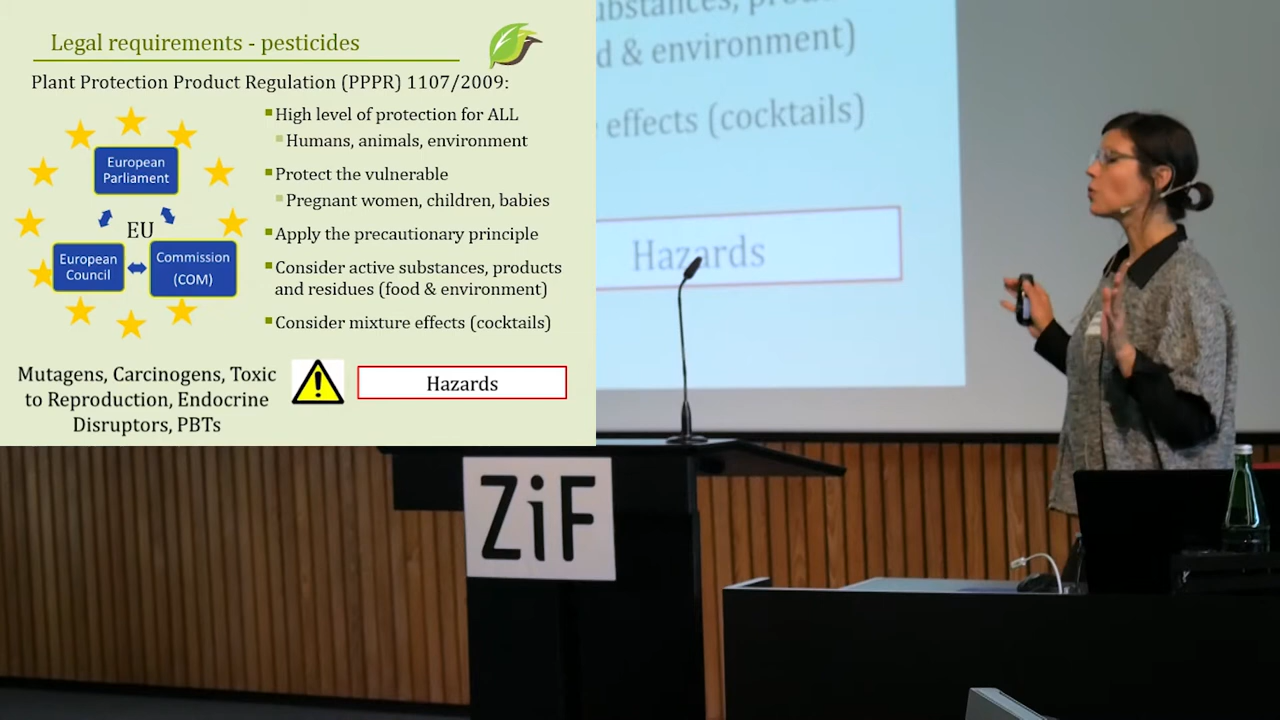 Legal requirements - pesticides
Plant Protection Product Regulation (PPPR) 1107/2009:
European
Parliament
EU
European
Council
Commission
(COM)
High level of protection for ALL
Humans, animals, environment
Protect the vulnerable
Pregnant women, children, babies
Apply the precautionary principle
Consider active substances, products
and residues (food & environment)
Consider mixture effects (cocktails)
Mutagens, Carcinogens, Toxic
to Reproduction, Endocrine
Disruptors, PBTs
Hazards
& environment)
effects (cocktails)
Hazards
ZiF